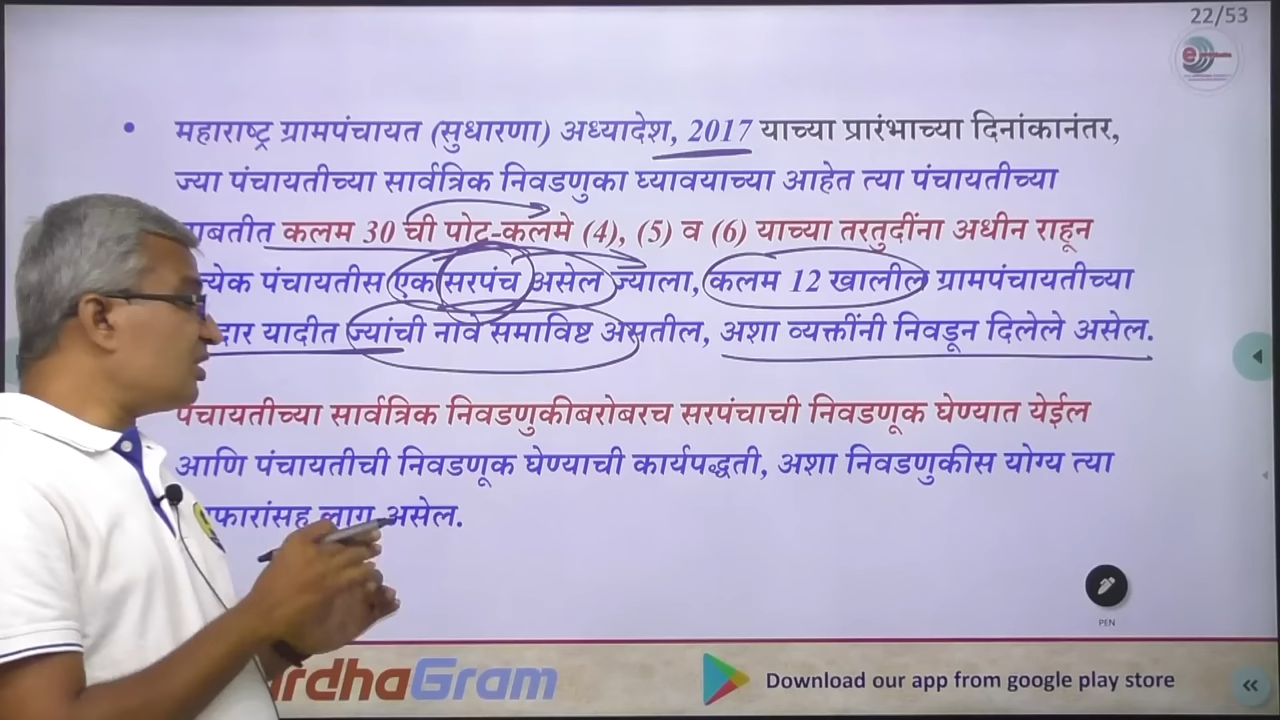 22/53
• महाराष्ट्र ग्रामपंचायत (सुधारणा) अध्यादेश, 2017 याच्या प्रारंभाच्या दिनांकानंतर,
ज्या पंचायतीच्या सार्वत्रिक निवडणुका घ्यावयाच्या आहेत त्या पंचायतीच्या
कलम 30 ची पोट-कलमे (4), (5) व (6) याच्या तरतुदींना अधीन राहून
पंचायतीस एक सरपंच असेल ज्याला, कलम 12 खालील ग्रामपंचायतीच्या
यादीत ज्यांची नावे समाविष्ट असतील, अशा व्यक्तींनी निवडून दिलेले असेल.
पंचायतीच्या सार्वत्रिक निवडणुकीबरोबरच सरपंचाची निवडणूक घेण्यात येईल
आणि पंचायतीची निवडणूक घेण्याची कार्यपद्धती, अशा निवडणुकीस योग्य त्या
लागू असेल.
PEN
rdhaGram
Download our app from google play store